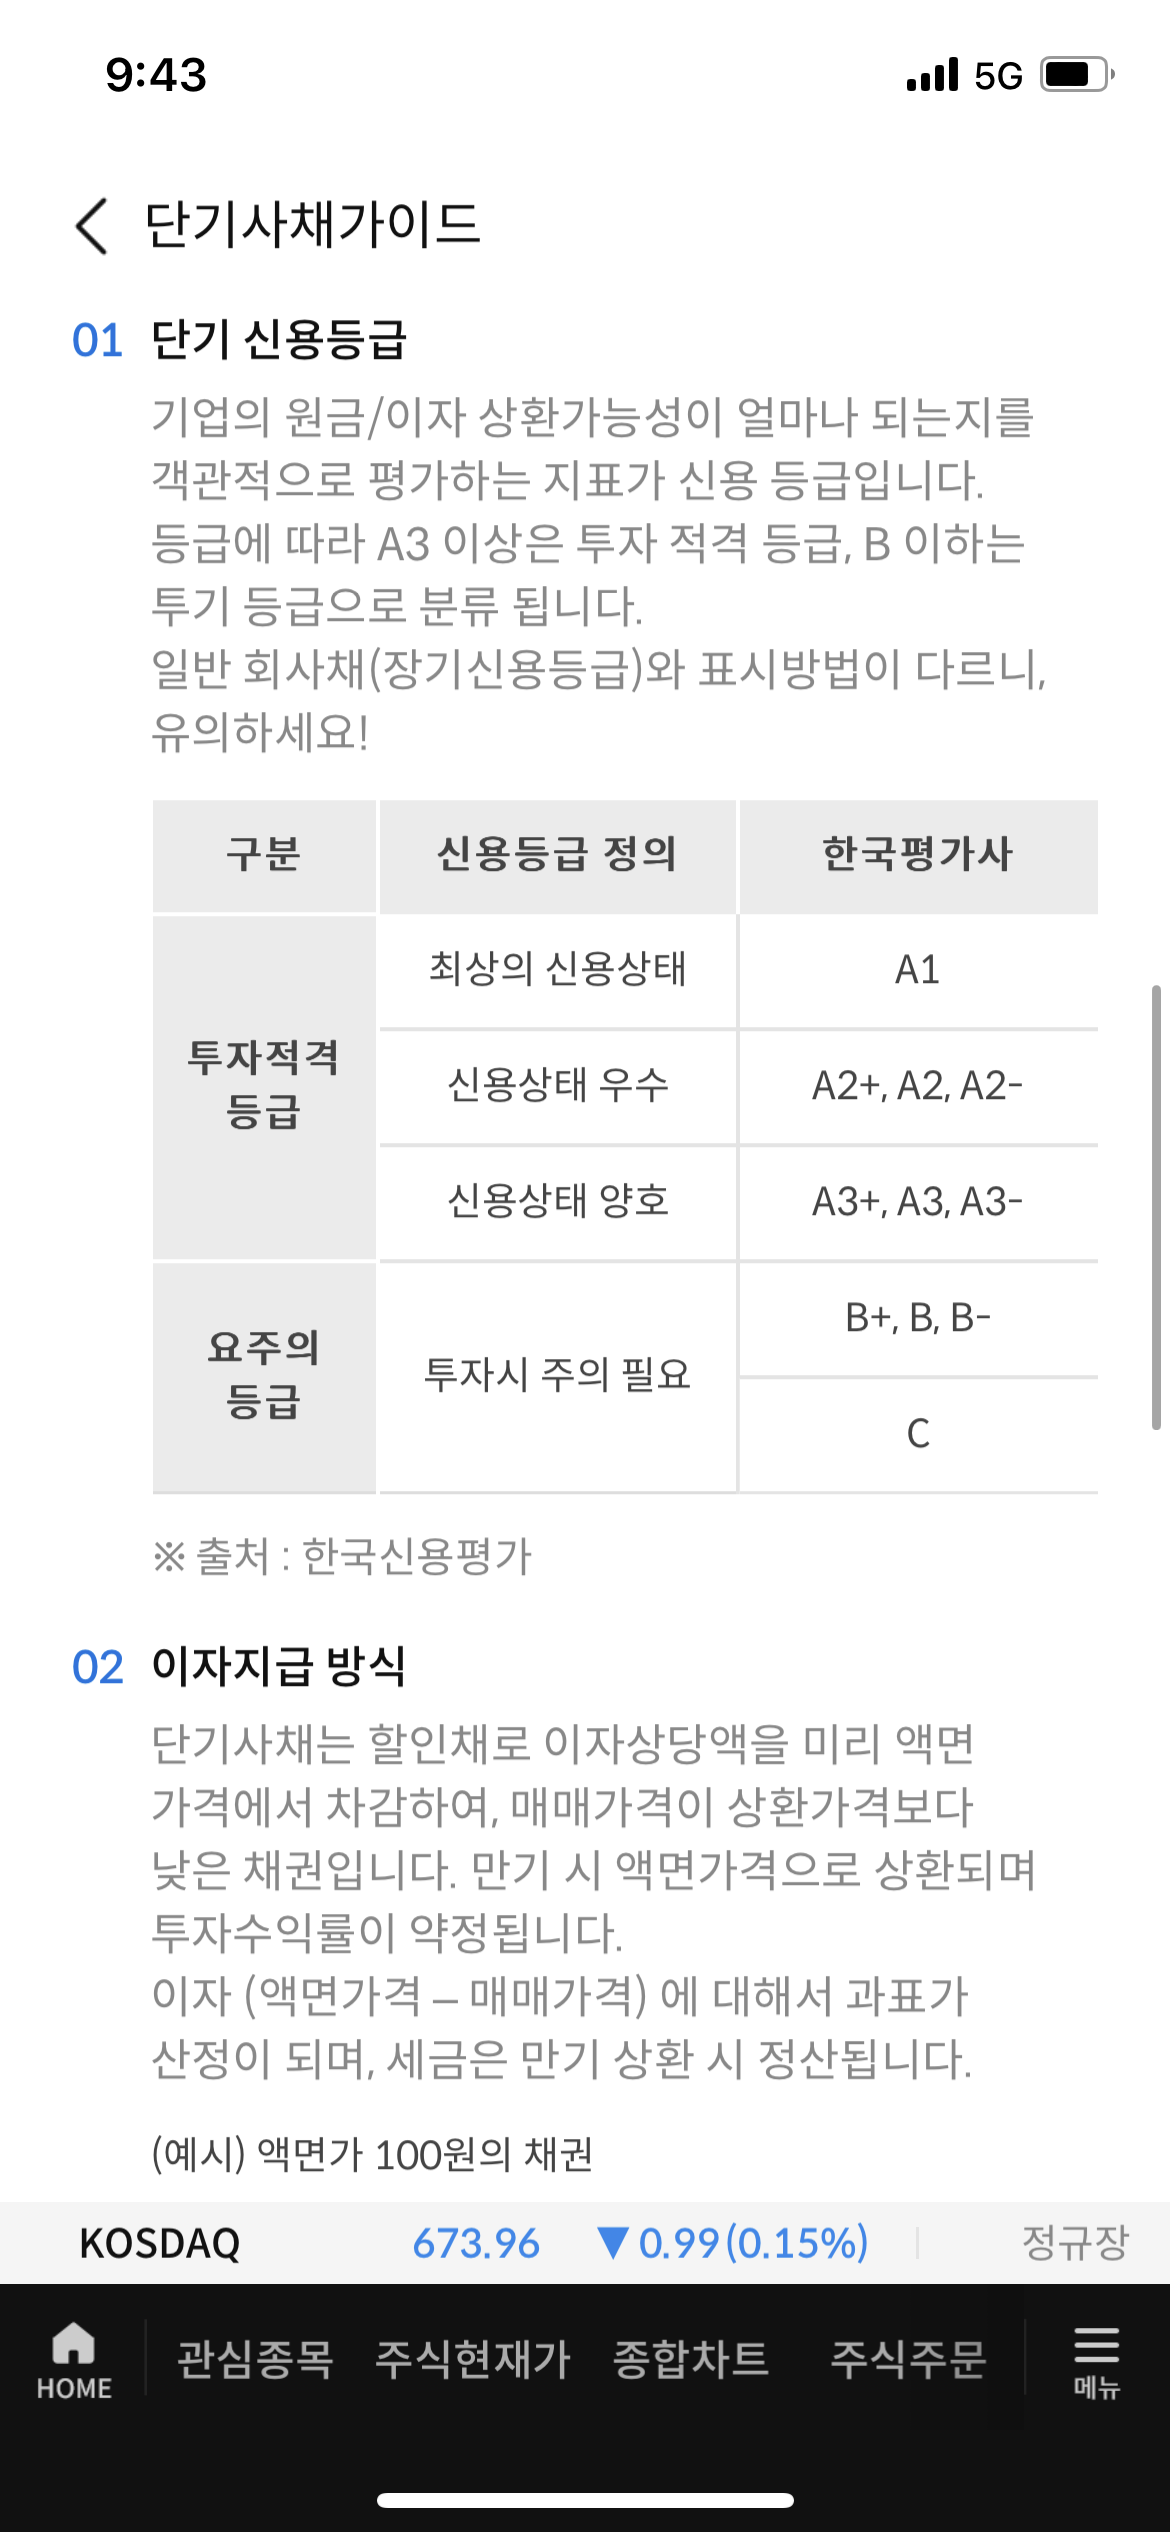 9:43 5G
단기사채가이드
01 단기 신용등급
기업의 원금/이자 상환가능성이 얼마나 되는지를
객관적으로 평가하는 지표가 신용 등급입니다.
등급에 따라 A3 이상은 투자 적격 등급, B 이하는
투기 등급으로 분류 됩니다.
일반 회사채(장기신용등급)와 표시방법이 다르니,
유의하세요!
구분 신용등급 정의 한국평가사
투자적격
등급
최상의 신용상태 A1
신용상태 우수 A2+, A2, A2-
신용상태 양호 A3+, A3, A3-
요주의
등급
투자시 주의 필요
B+, B, B-
C
※ 출처 : 한국신용평가
02 이자지급 방식
단기사채는 할인채로 이자상당액을 미리 액면
가격에서 차감하여, 매매가격이 상환가격보다
낮은 채권입니다. 만기 시 액면가격으로 상환되며
투자수익률이 약정됩니다.
이자 (액면가격 – 매매가격) 에 대해서 과표가
산정이 되며, 세금은 만기 상환 시 정산됩니다.
(예시) 액면가 100원의 채권
KOSDAQ 673.96 ▼ 0.99(0.15%) 정규장
HOME 관심종목 주식현재가 종합차트 주식주문 메뉴